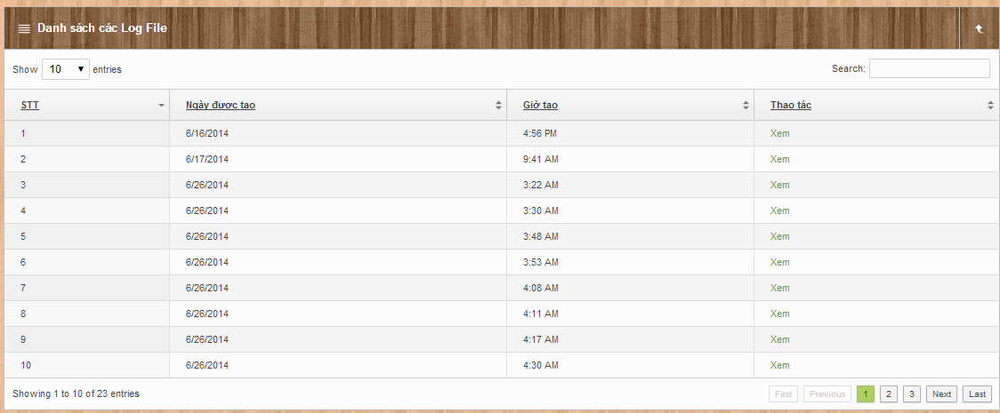 Danh sách các Log File
Show 10 entries Search:
STT Ngày được tạo Giờ tạo Thao tác
1 6/16/2014 4:56 PM Xem
2 6/17/2014 9:41 AM Xem
3 6/26/2014 3:22 AM Xem
4 6/26/2014 3:30 AM Xem
5 6/26/2014 3:48 AM Xem
6 6/26/2014 3:53 AM Xem
7 6/26/2014 4:08 AM Xem
8 6/26/2014 4:11 AM Xem
9 6/26/2014 4:17 AM Xem
10 6/26/2014 4:30 AM Xem
Showing 1 to 10 of 23 entries First Previous 1 2 3 Next Last